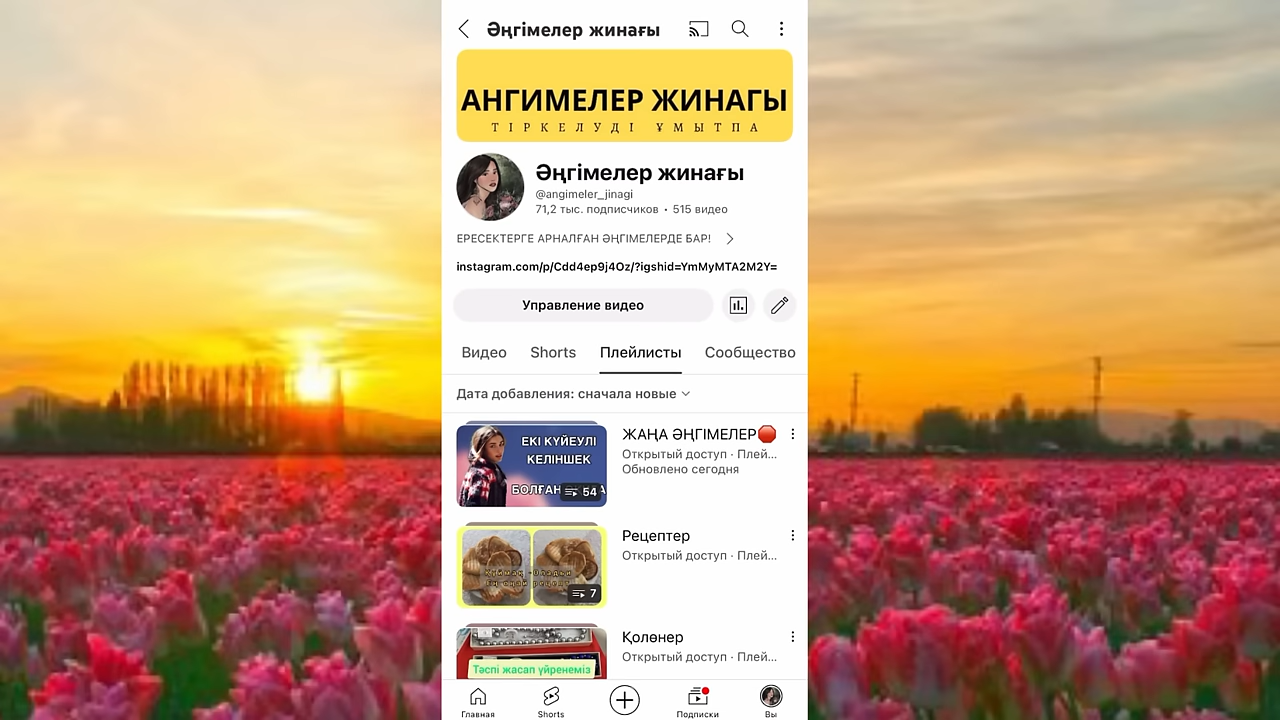 Әңгімелер жинағы
АНГИМЕЛЕР ЖИНАГЫ
ТІРКЕЛУДІ ҰМЫТПА
Әңгімелер жинағы
@angimeler_jinagi
71,2 тыс. подписчиков • 515 видео
ЕРЕСЕКТЕРГЕ АРНАЛҒАН ӘҢГІМЕЛЕРДЕ БАР!
instagram.com/p/Cdd4ep9j4Oz/?igshid=YmMyMTA2M2Y=
Управление видео
Видео Shorts Плейлисты Сообщество
Дата добавления: сначала новые
ЕКІ КҮЙЕУЛІ
КЕЛІНШЕК
54
ЖАҢА ӘҢГІМЕЛЕР
Открытый доступ · Плей...
Обновлено сегодня
7
Рецептер
Открытый доступ · Плей...
Тәспі жасап үйренеміз
Қолөнер
Открытый доступ · Плей...
Главная Shorts Подписки Вы